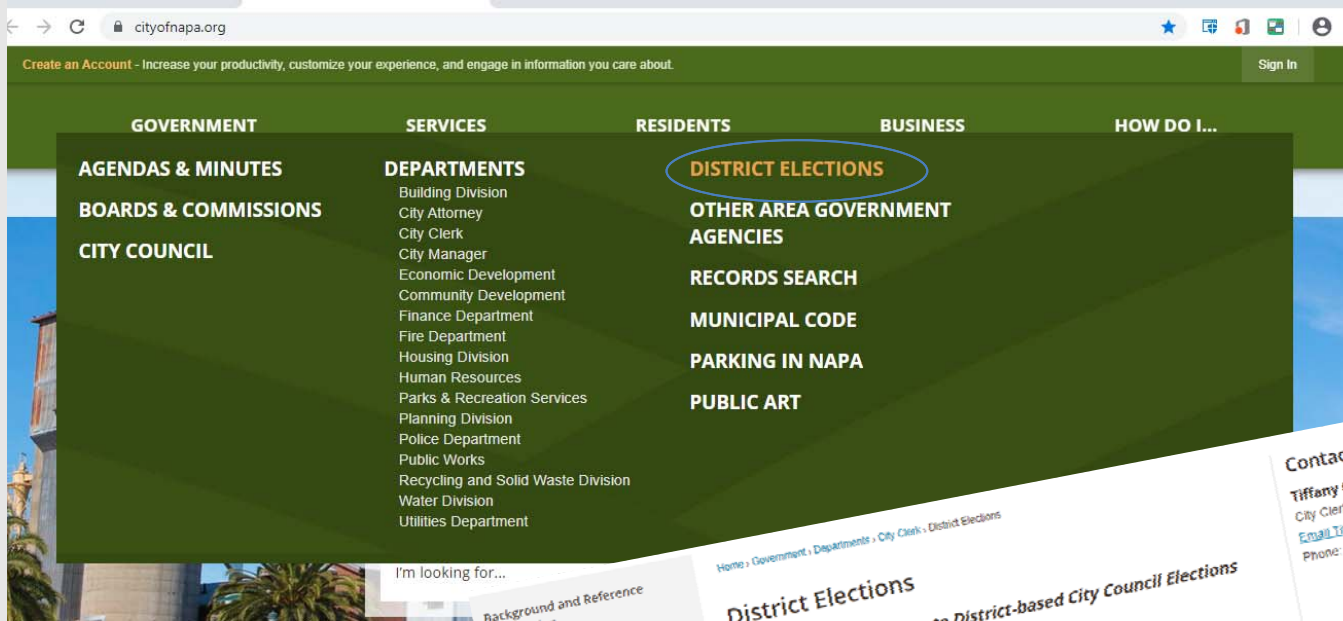 cityofnapa.org
Create an Account - Increase your productivity, customize your experience, and engage in information you care about.
Sign In
GOVERNMENT
SERVICES
RESIDENTS
BUSINESS
HOW DO I...
AGENDAS & MINUTES
BOARDS & COMMISSIONS
CITY COUNCIL
DEPARTMENTS
Building Division
City Attorney
City Clerk
City Manager
Economic Development
Community Development
Finance Department
Fire Department
Housing Division
Human Resources
Parks & Recreation Services
Planning Division
Police Department
Public Works
Recycling and Solid Waste Division
Water Division
Utilities Department
DISTRICT ELECTIONS
OTHER AREA GOVERNMENT
AGENCIES
RECORDS SEARCH
MUNICIPAL CODE
PARKING IN NAPA
PUBLIC ART
I'm looking for...
Background and Reference
Home › Government › Departments › City Clerk › District Elections
District Elections
District-based City Council Elections
Tiffany
Phone: